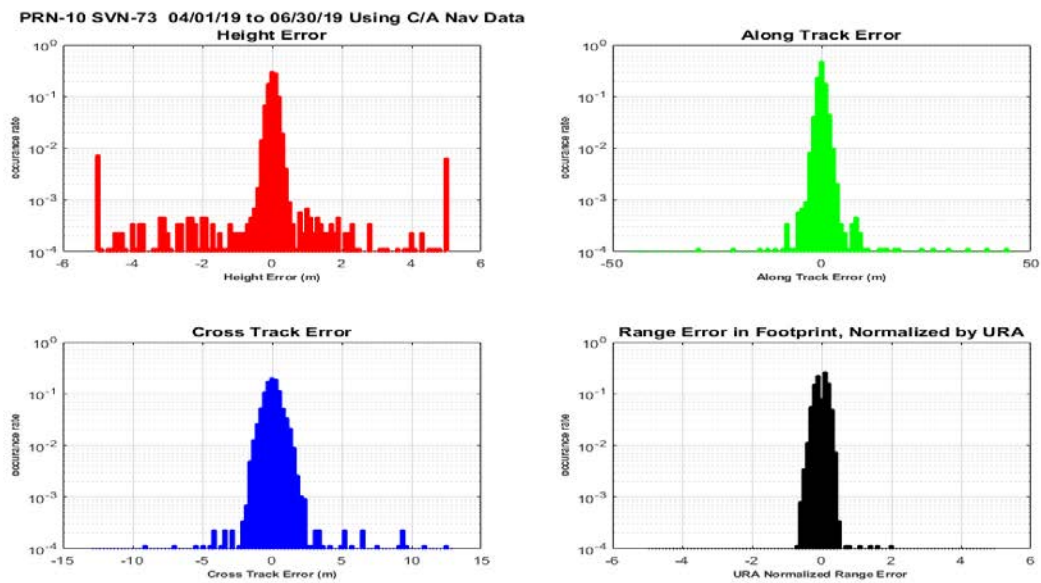 PRN-10 SVN-73 04/01/19 to 06/30/19 Using C/A Nav Data
Height Error
10^0
10^-1
10^-2
10^-3
10^-4
occurance rate
-6 -4 -2 0 2 4 6
Height Error (m)
Along Track Error
10^0
10^-1
10^-2
10^-3
10^-4
occurance rate
-50 0 50
Along Track Error (m)
Cross Track Error
10^0
10^-1
10^-2
10^-3
10^-4
occurance rate
-15 -10 -5 0 5 10 15
Cross Track Error (m)
Range Error in Footprint, Normalized by URA
10^0
10^-1
10^-2
10^-3
10^-4
occurance rate
-6 -4 -2 0 2 4 6
URA Normalized Range Error